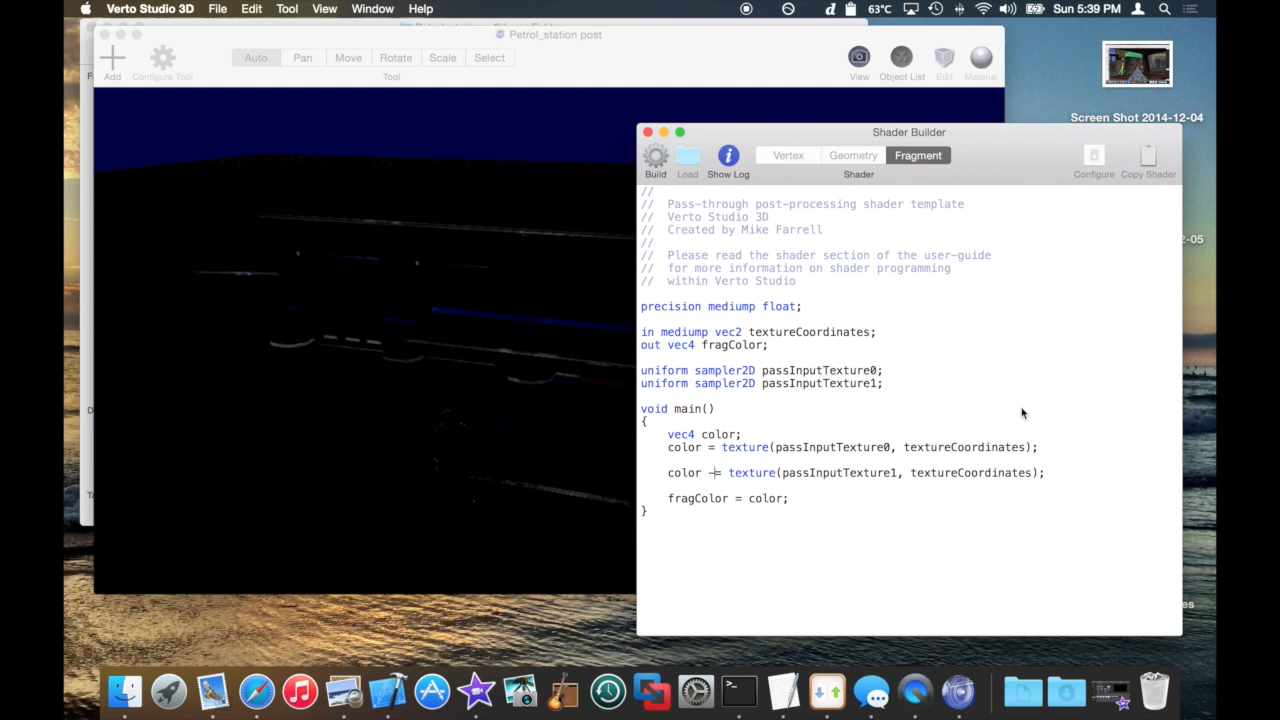 Verto Studio 3D File Edit Tool View Window Help
63°C Sun 5:39 PM
Petrol_station post
Auto Pan Move Rotate Scale Select
Add Configure Tool Tool View Object List Edit Material
Screen Shot 2014-12-04
Shader Builder
Vertex Geometry Fragment
Build Load Show Log Shader Configure Copy Shader
//
// Pass-through post-processing shader template
// Verto Studio 3D
// Created by Mike Farrell
//
// Please read the shader section of the user-guide
// for more information on shader programming
// within Verto Studio
precision mediump float;
in mediump vec2 textureCoordinates;
out vec4 fragColor;
uniform sampler2D passInputTexture0;
uniform sampler2D passInputTexture1;
void main()
{
vec4 color;
color = texture(passInputTexture0, textureCoordinates);
color -= texture(passInputTexture1, textureCoordinates);
fragColor = color;
}
2-05
es